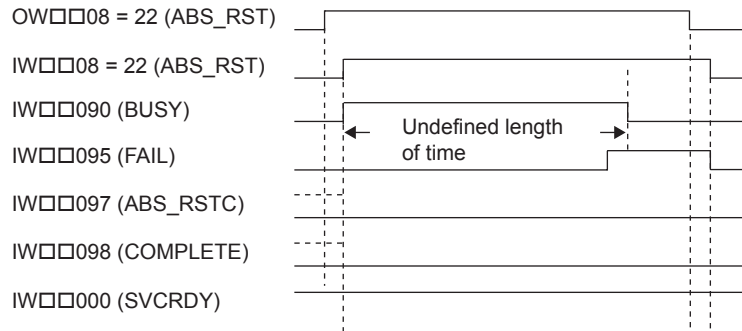 OW□□08 = 22 (ABS_RST)
IW□□08 = 22 (ABS_RST)
IW□□090 (BUSY)
Undefined length
of time
IW□□095 (FAIL)
IW□□097 (ABS_RSTC)
IW□□098 (COMPLETE)
IW□□000 (SVCRDY)